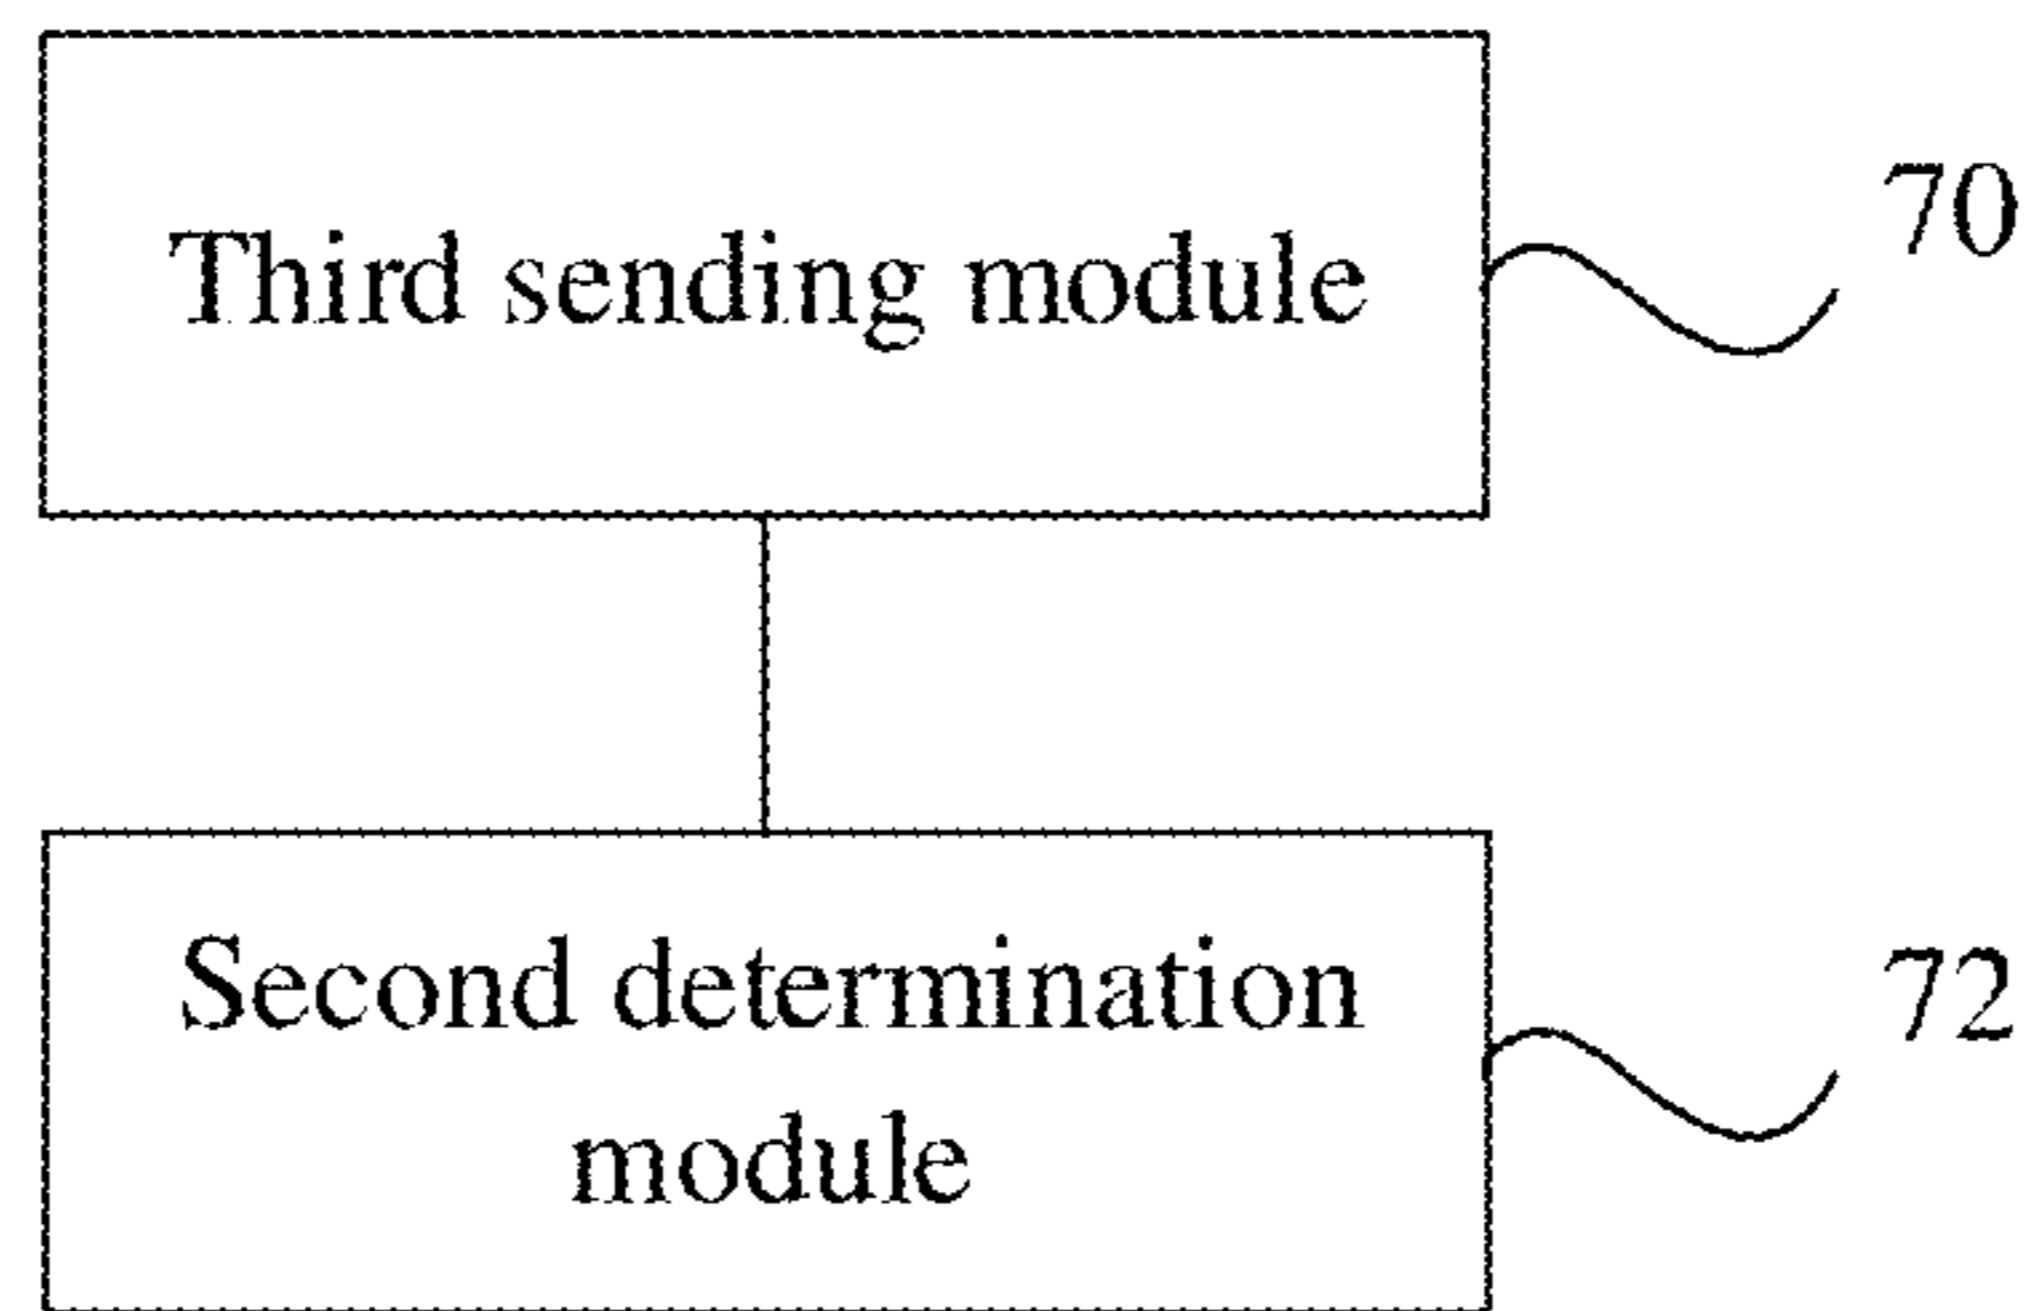 Third sending module
70
Second determination
module
72